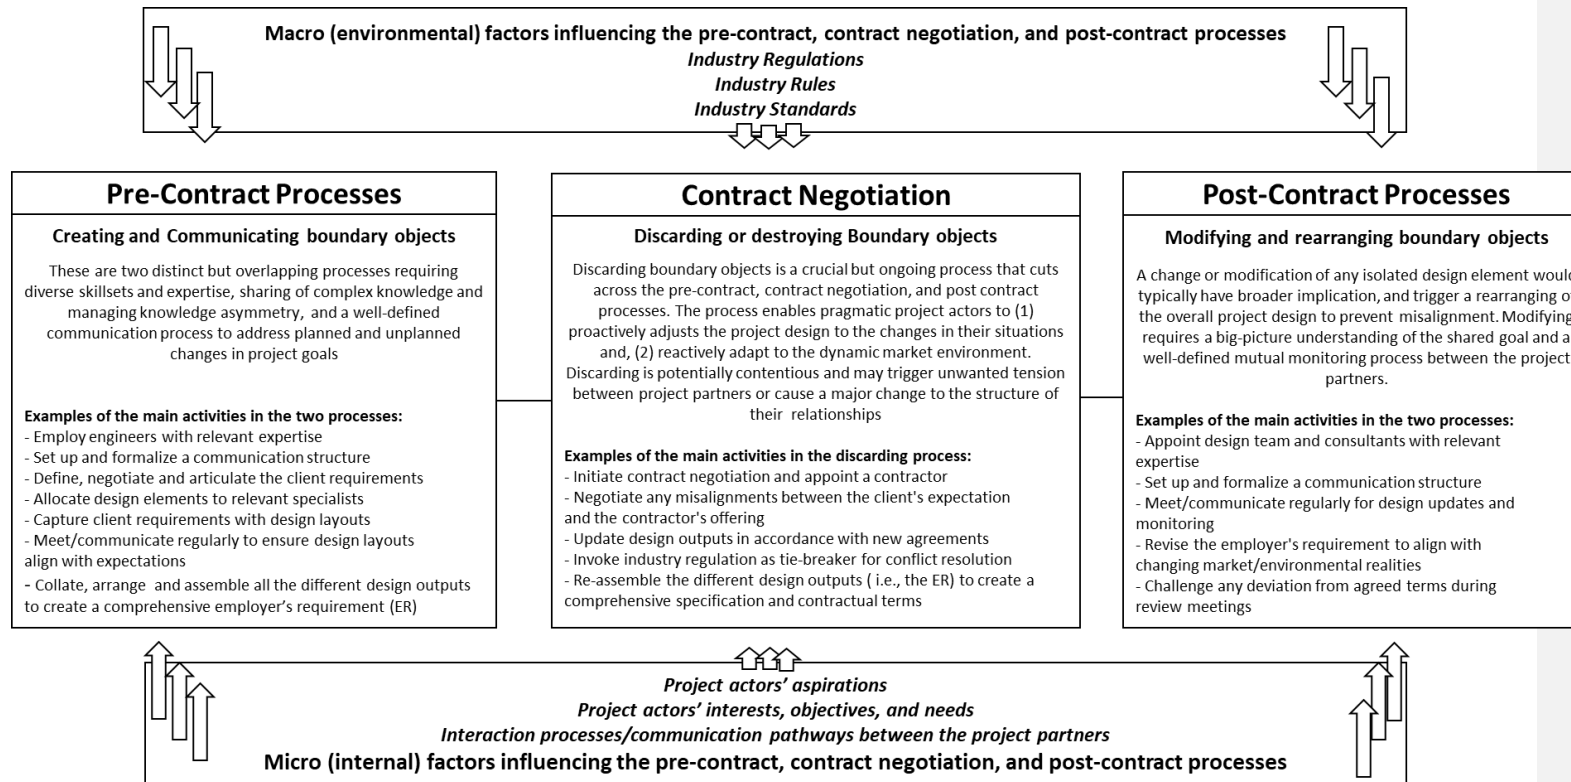 Macro (environmental) factors influencing the pre-contract, contract negotiation, and post-contract processes
Industry Regulations
Industry Rules
Industry Standards
Pre-Contract Processes
Creating and Communicating boundary objects
These are two distinct but overlapping processes requiring
diverse skillsets and expertise, sharing of complex knowledge and
managing knowledge asymmetry, and a well-defined
communication process to address planned and unplanned
changes in project goals
Examples of the main activities in the two processes:
- Employ engineers with relevant expertise
- Set up and formalize a communication structure
- Define, negotiate and articulate the client requirements
- Allocate design elements to relevant specialists
- Capture client requirements with design layouts
- Meet/communicate regularly to ensure design layouts
align with expectations
- Collate, arrange and assemble all the different design outputs
to create a comprehensive employer's requirement (ER)
Contract Negotiation
Discarding or destroying Boundary objects
Discarding boundary objects is a crucial but ongoing process that cuts
across the pre-contract, contract negotiation, and post contract
processes. The process enables pragmatic project actors to (1)
proactively adjusts the project design to the changes in their situations
and, (2) reactively adapt to the dynamic market environment.
Discarding is potentially contentious and may trigger unwanted tension
between project partners or cause a major change to the structure of
their relationships
Examples of the main activities in the discarding process:
- Initiate contract negotiation and appoint a contractor
- Negotiate any misalignments between the client's expectation
and the contractor's offering
- Update design outputs in accordance with new agreements
- Invoke industry regulation as tie-breaker for conflict resolution
- Re-assemble the different design outputs ( i.e., the ER) to create a
comprehensive specification and contractual terms
Post-Contract Processes
Modifying and rearranging boundary objects
A change or modification of any isolated design element would
typically have broader implication, and trigger a rearranging of
the overall project design to prevent misalignment. Modifying
requires a big-picture understanding of the shared goal and a
well-defined mutual monitoring process between the project
partners.
Examples of the main activities in the two processes:
- Appoint design team and consultants with relevant
expertise
- Set up and formalize a communication structure
- Meet/communicate regularly for design updates and
monitoring
- Revise the employer's requirement to align with
changing market/environmental realities
- Challenge any deviation from agreed terms during
review meetings
Project actors' aspirations
Project actors' interests, objectives, and needs
Interaction processes/communication pathways between the project partners
Micro (internal) factors influencing the pre-contract, contract negotiation, and post-contract processes